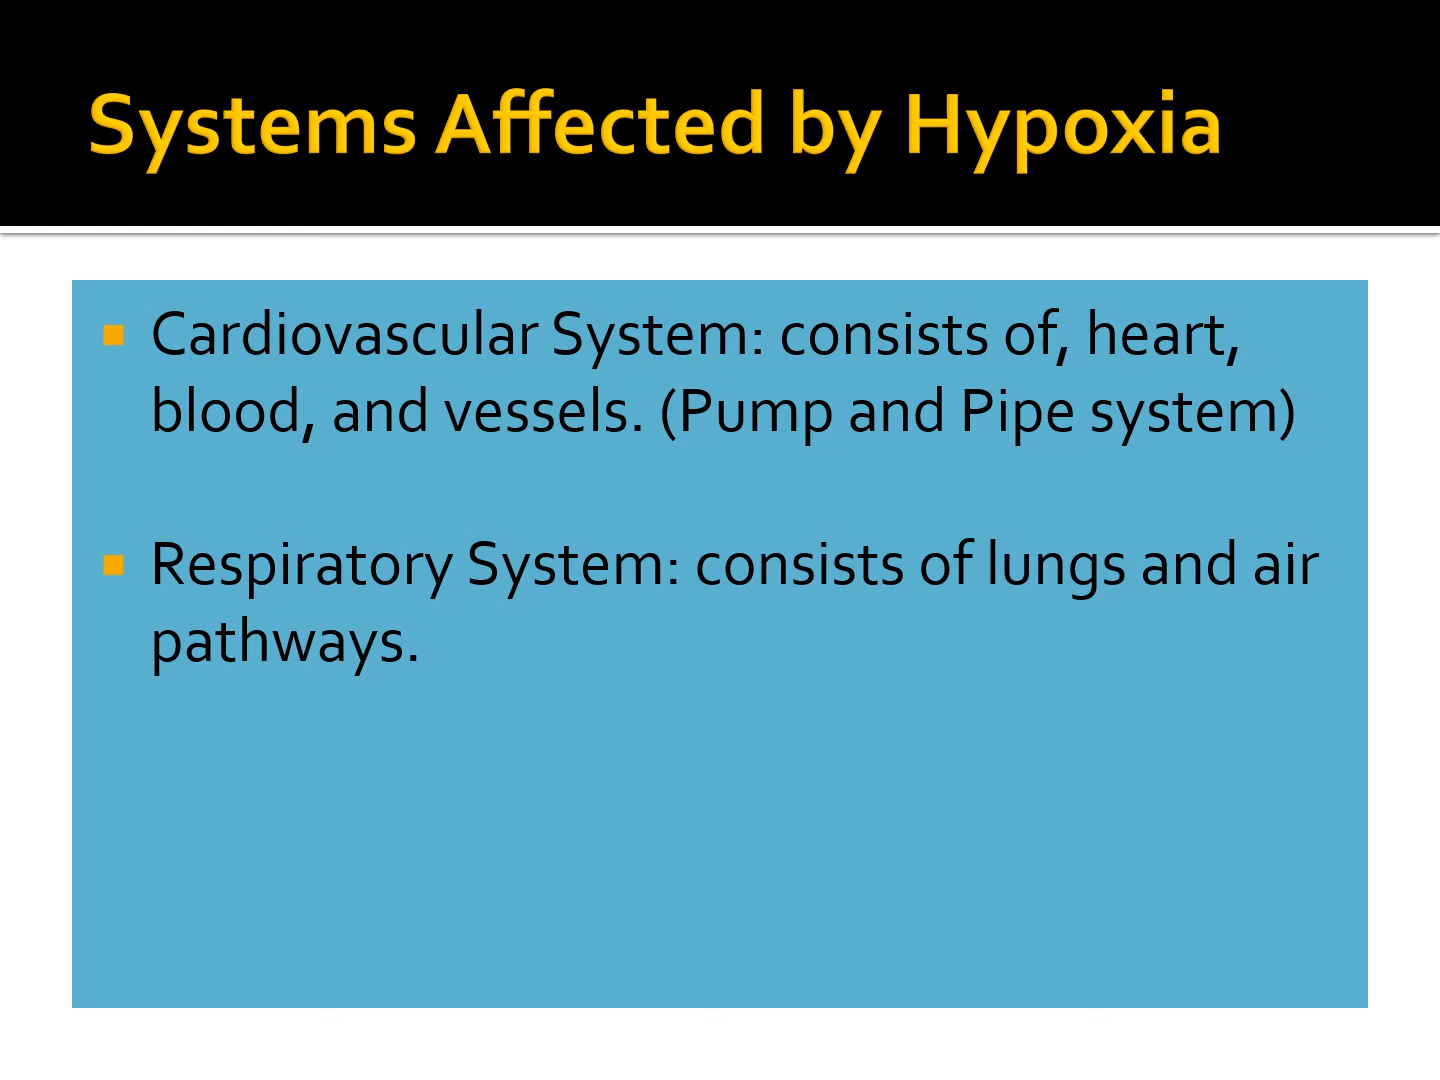 Systems Affected by Hypoxia
Cardiovascular System: consists of, heart,
blood, and vessels. (Pump and Pipe system)
Respiratory System: consists of lungs and air
pathways.